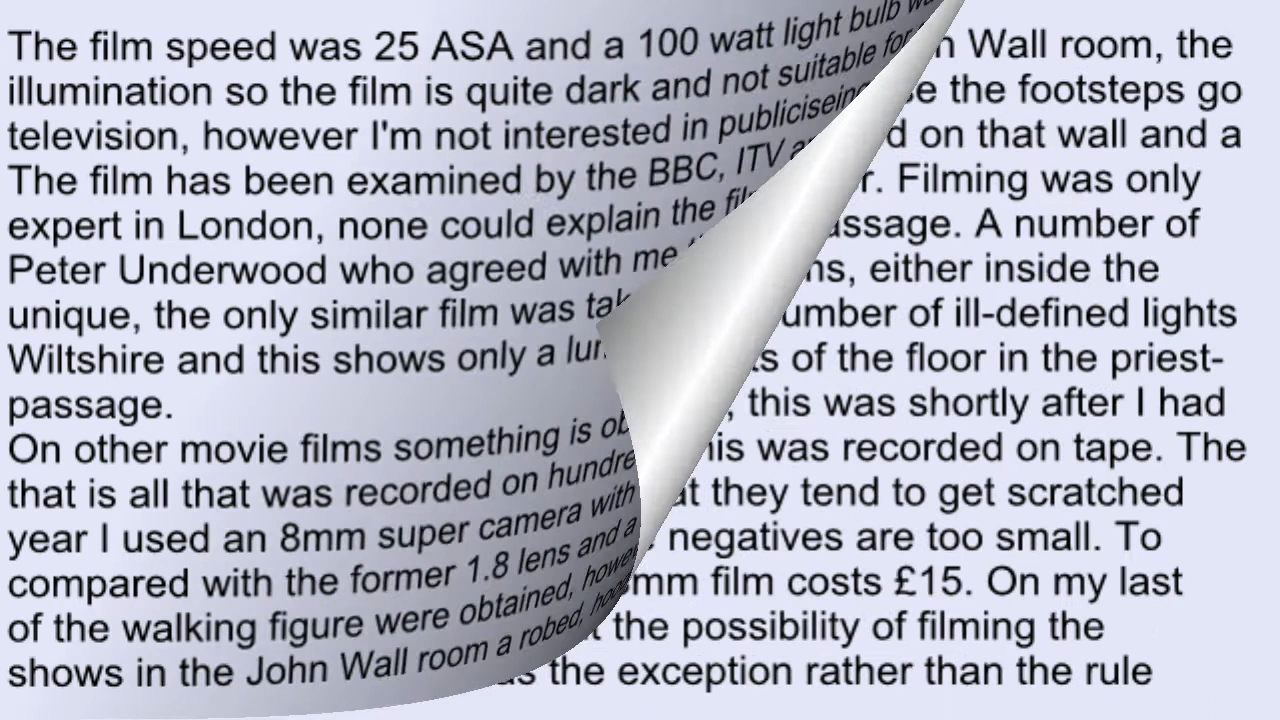 The film speed was 25 ASA and a 100 watt light bulb
illumination so the film is quite dark and not suitable for
television, however I'm not interested in publiciseing
The film has been examined by the BBC, ITV
expert in London, none could explain the
Peter Underwood who agreed with me
unique, the only similar film was
Wiltshire and this shows only a
passage.
On other movie films something is
that is all that was recorded on
year I used an 8mm super camera with
compared with the former 1.8 lens and a
of the walking figure were obtained,
shows in the John Wall room a robed,
Wall room, the
the footsteps go
on that wall and a
Filming was only
A number of
either inside the
of ill-defined lights
of the floor in the priest-
this was shortly after I had
was recorded on tape. The
they tend to get scratched
negatives are too small. To
film costs £15. On my last
the possibility of filming the
the exception rather than the rule